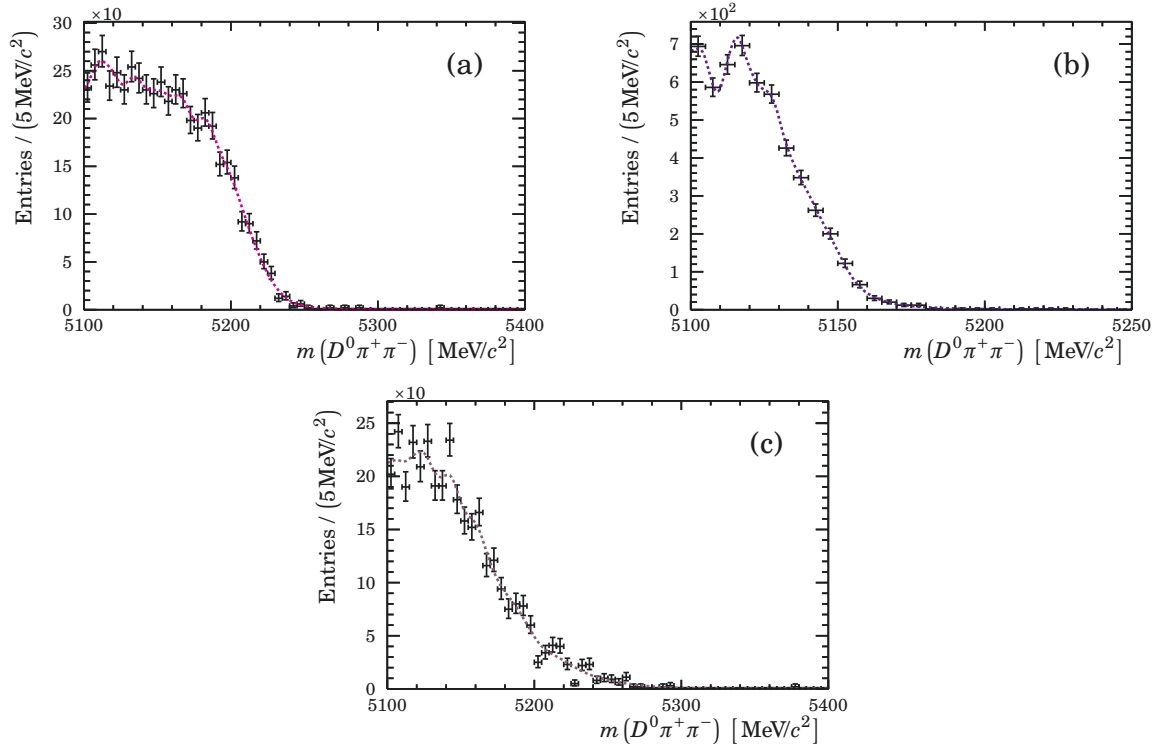 ×10
(a)
Entries / (5 MeV/c²)
30
25
20
15
10
5
0
5100 5200 5300 5400
m(D⁰π⁺π⁻) [MeV/c²]
×10²
(b)
Entries / (5 MeV/c²)
7
6
5
4
3
2
1
0
5100 5150 5200 5250
m(D⁰π⁺π⁻) [MeV/c²]
×10
(c)
Entries / (5 MeV/c²)
25
20
15
10
5
0
5100 5200 5300 5400
m(D⁰π⁺π⁻) [MeV/c²]